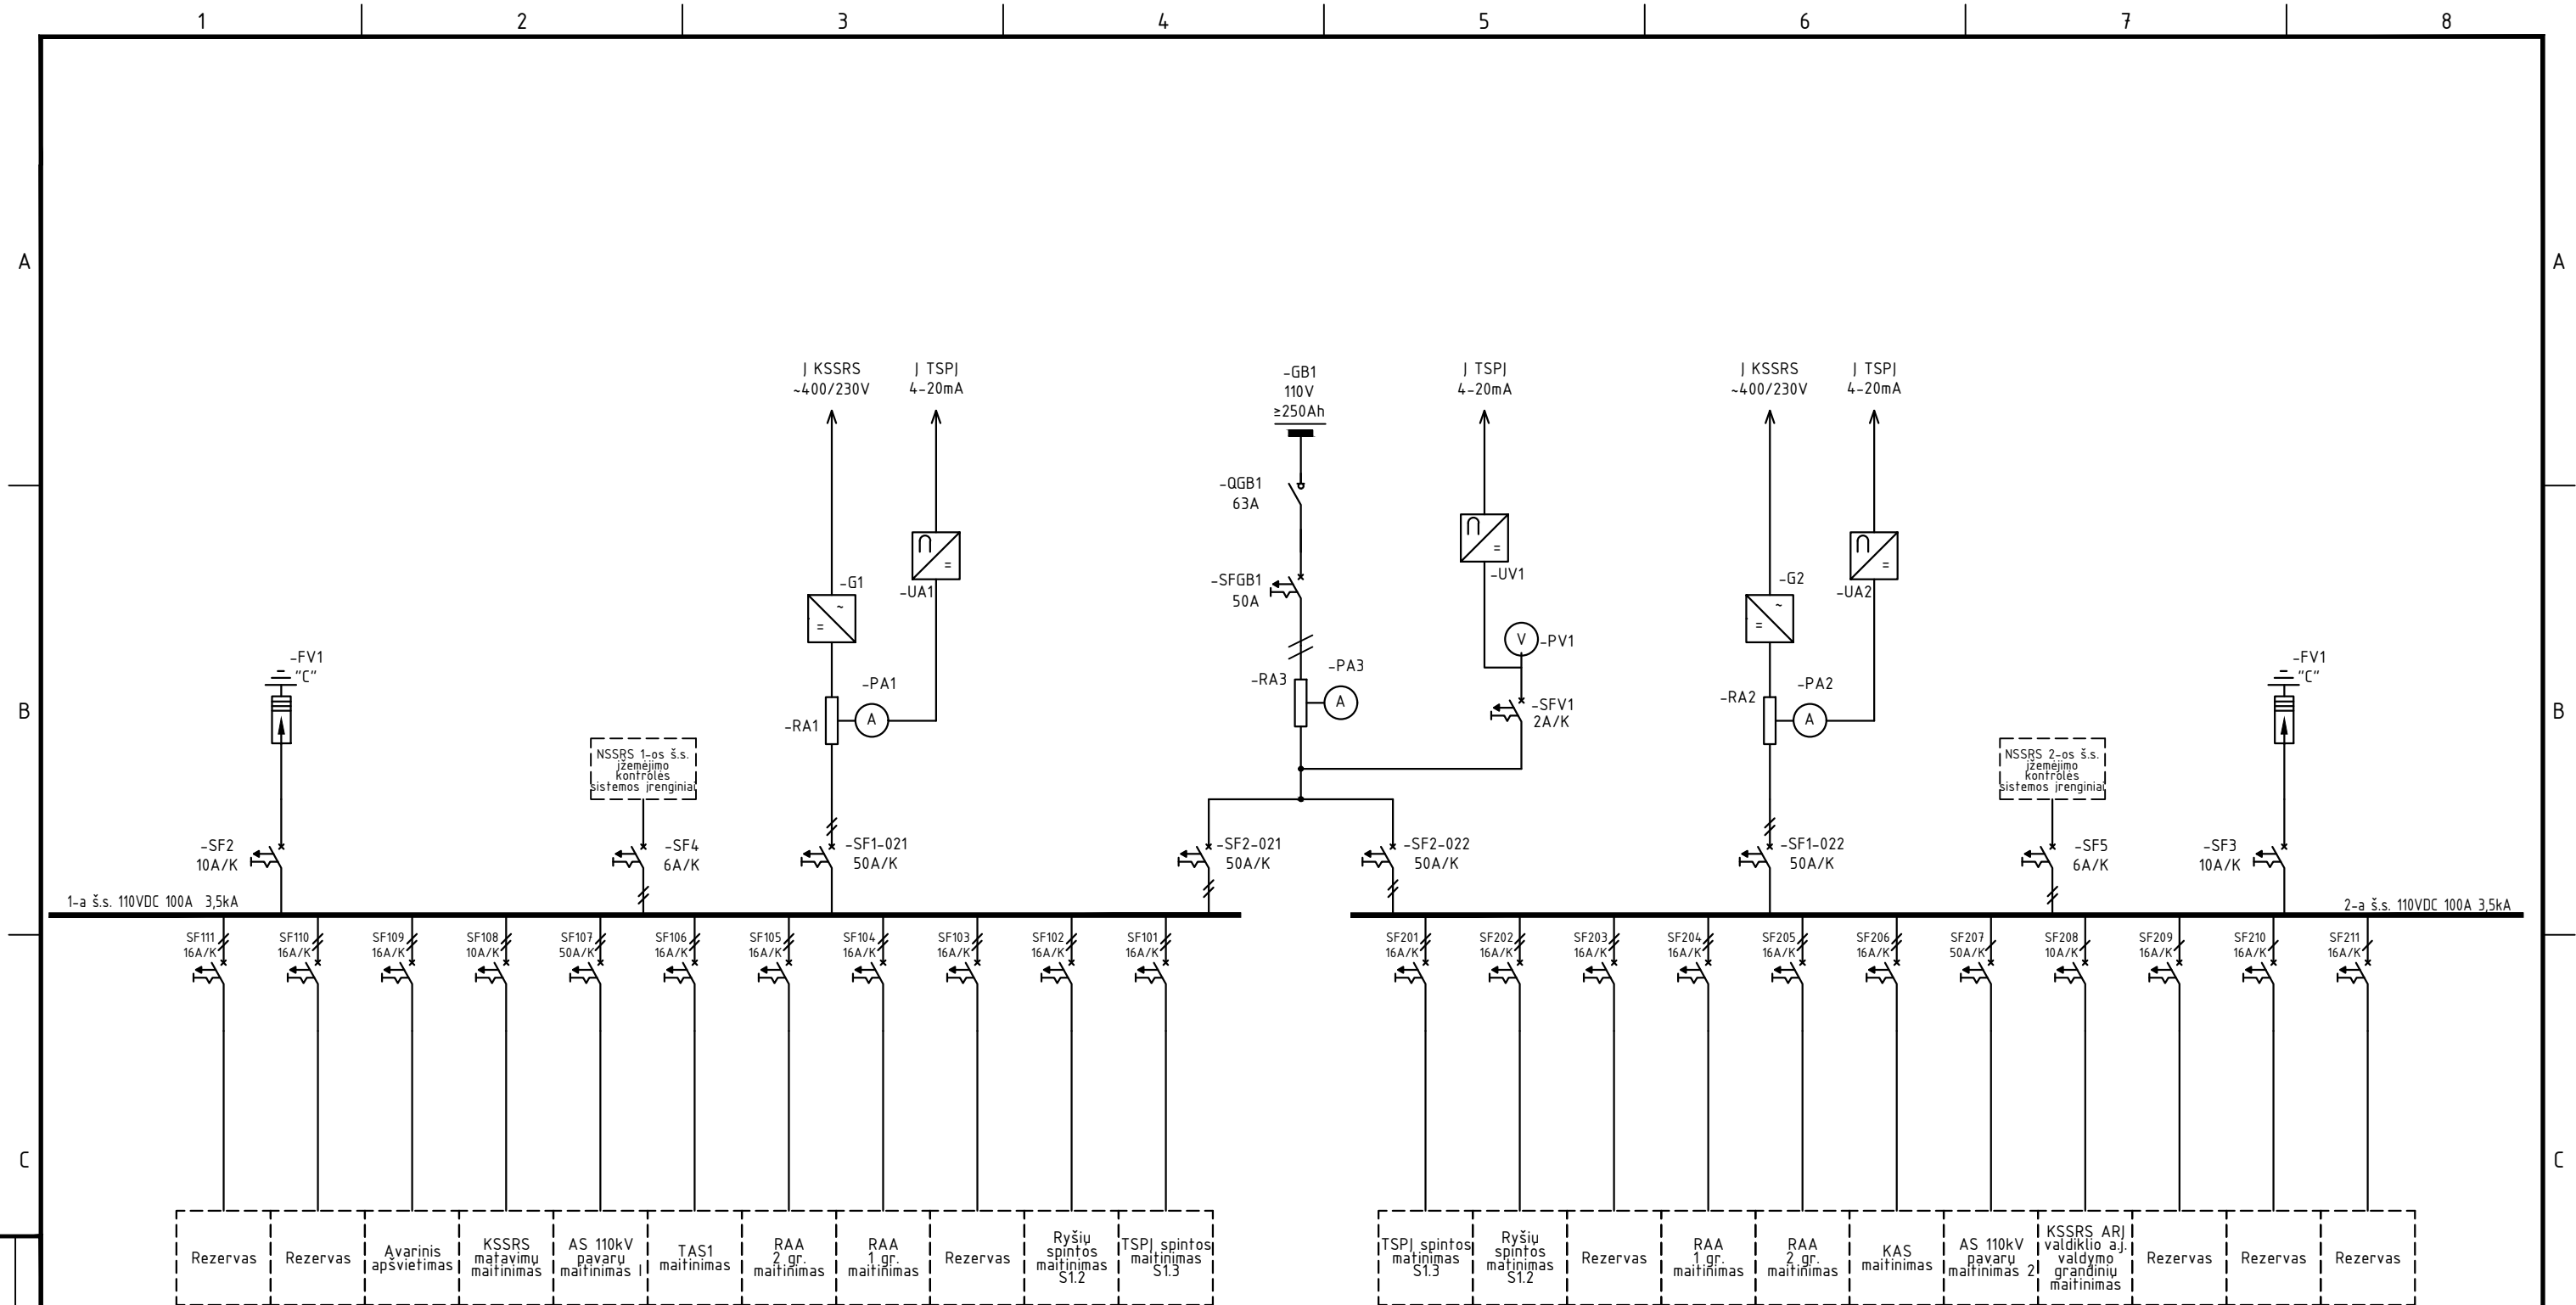 1 2 3 4 5 6 7 8
A A
Į KSSRS
~400/230V
Į TSPĮ
4-20mA
-GB1
110V
≥250Ah
Į TSPĮ
4-20mA
Į KSSRS
~400/230V
Į TSPĮ
4-20mA
-QGB1
63A
-G1
~
=
-UA1
=
-SFGB1
50A
-UV1
=
-G2
~
=
-UA2
=
B B
-FV1
"C"
-PA1
-RA1
A
-PA3
-RA3
A
V
-PV1
-SFV1
2A/K
-PA2
-RA2
A
-FV1
"C"
NSSRS 1-os š.s.
įžemėjimo
kontrolės
sistemos įrenginiai
NSSRS 2-os š.s.
įžemėjimo
kontrolės
sistemos įrenginiai
-SF2
10A/K
-SF4
6A/K
-SF1-021
50A/K
-SF2-021
50A/K
-SF2-022
50A/K
-SF1-022
50A/K
-SF5
6A/K
-SF3
10A/K
1-a š.s. 110VDC 100A 3,5kA
2-a š.s. 110VDC 100A 3,5kA
SF111
16A/K
SF110
16A/K
SF109
16A/K
SF108
10A/K
SF107
50A/K
SF106
16A/K
SF105
16A/K
SF104
16A/K
SF103
16A/K
SF102
16A/K
SF101
16A/K
SF201
16A/K
SF202
16A/K
SF203
16A/K
SF204
16A/K
SF205
16A/K
SF206
16A/K
SF207
50A/K
SF208
10A/K
SF209
16A/K
SF210
16A/K
SF211
16A/K
C C
Rezervas
Rezervas
Avarinis
apšvietimas
KSSRS
matavimų
maitinimas
AS 110kV
pavarų
maitinimas 1
TAS1
maitinimas
RAA
2 gr.
maitinimas
RAA
1 gr.
maitinimas
Rezervas
Ryšių
spintos
maitinimas
S1.2
TSPĮ spintos
maitinimas
S1.3
TSPĮ spintos
matinimas
S1.3
Ryšių
spintos
matinimas
S1.2
Rezervas
RAA
1 gr.
maitinimas
RAA
2 gr.
maitinimas
KAS
maitinimas
AS 110kV
pavarų
maitinimas 2
KSSRS ARĮ
valdiklio a.j.
valdymo
grandinių
maitinimas
Rezervas
Rezervas
Rezervas